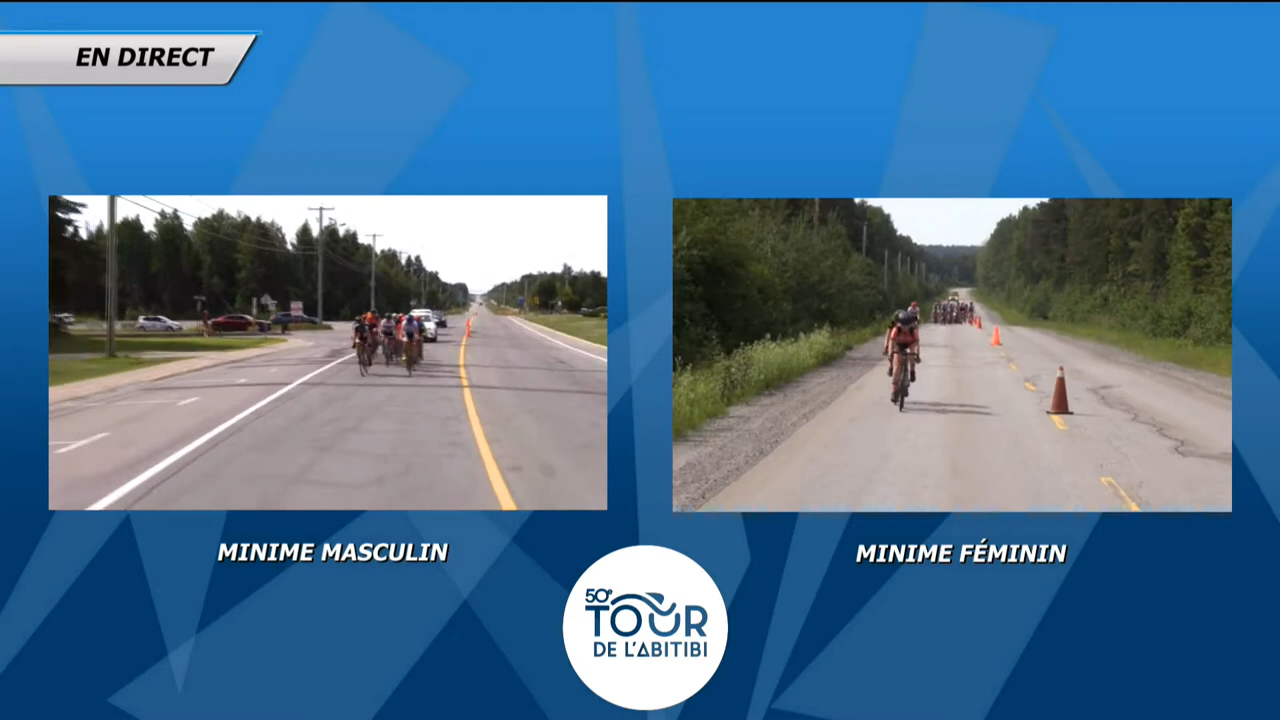 EN DIRECT
MINIME MASCULIN
MINIME FÉMININ
50e
TOUR
DE L'ABITIBI